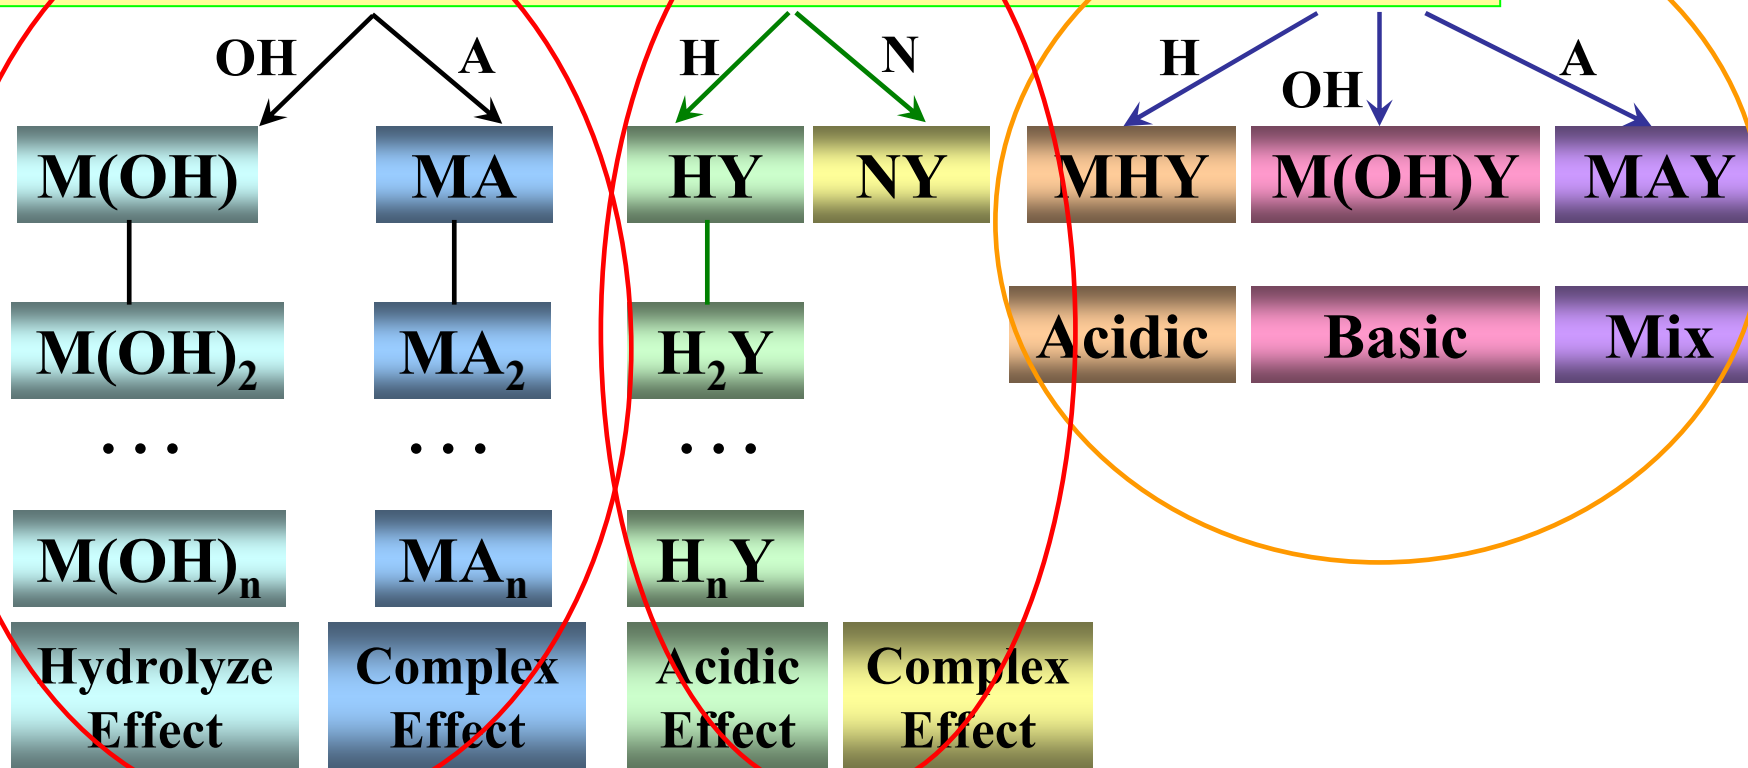 OH A H N H OH A
M(OH) MA HY NY MHY M(OH)Y MAY
M(OH)₂ MA₂ H₂Y Acidic Basic Mix
... ... ...
M(OH)ₙ MAₙ HₙY
Hydrolyze Effect
Complex Effect
Acidic Effect
Complex Effect